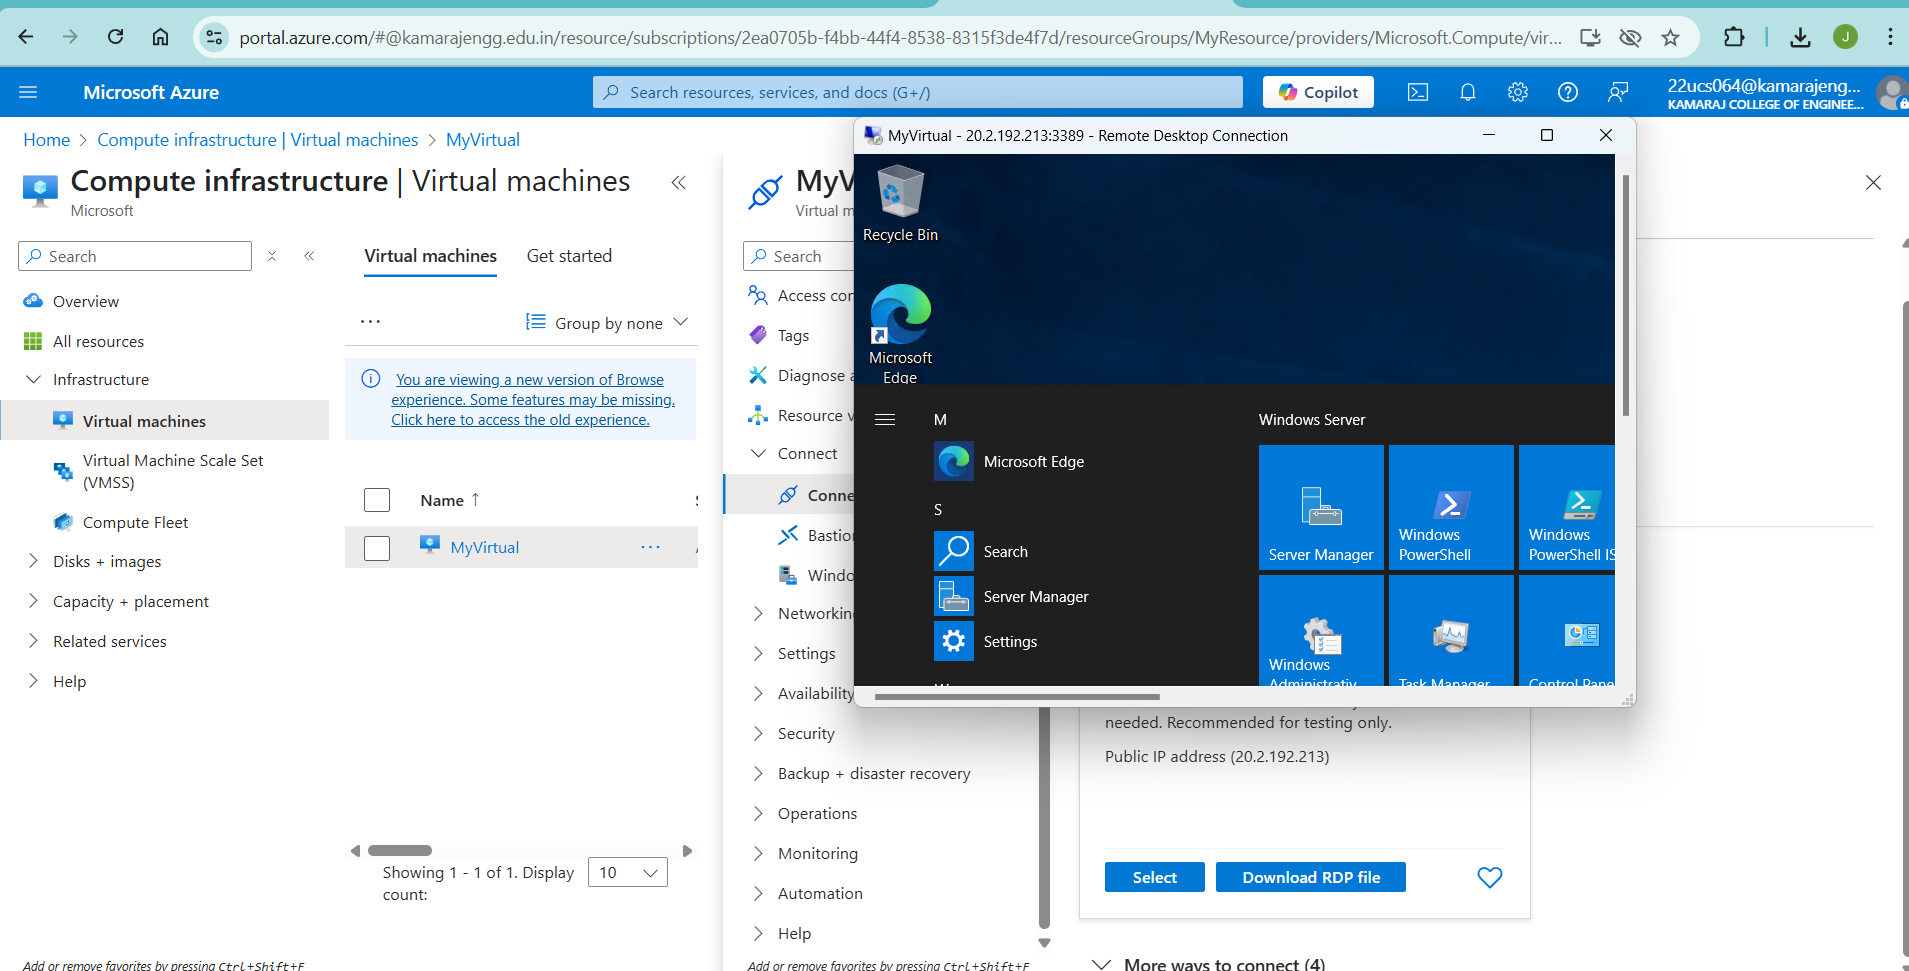 portal.azure.com/#@kamarajengg.edu.in/resource/subscriptions/2ea0705b-f4bb-44f4-8538-8315f3de4f7d/resourceGroups/MyResource/providers/Microsoft.Compute/vir...
J
Microsoft Azure
Search resources, services, and docs (G+/)
Copilot
22ucs064@kamarajeng...
KAMARAJ COLLEGE OF ENGINEE...
Home > Compute infrastructure | Virtual machines > MyVirtual
Compute infrastructure | Virtual machines
Microsoft
Search
Overview
All resources
Infrastructure
Virtual machines
Virtual Machine Scale Set
(VMSS)
Compute Fleet
Disks + images
Capacity + placement
Related services
Help
Add or remove favorites by pressing Ctrl+Shift+F
Virtual machines
Get started
Group by none
You are viewing a new version of Browse
experience. Some features may be missing.
Click here to access the old experience.
Name ↑
MyVirtual
Showing 1 - 1 of 1. Display
count:
10
MyV
Virtual m
Search
Access cor
Tags
Diagnose a
Resource v
Connect
Conne
Bastion
Windo
Networking
Settings
Availability
Security
Backup + disaster recovery
Operations
Monitoring
Automation
Help
Add or remove favorites by pressing Ctrl+Shift+F
MyVirtual - 20.2.192.213:3389 - Remote Desktop Connection
Recycle Bin
Microsoft
Edge
M
Microsoft Edge
S
Search
Server Manager
Settings
Windows Server
Server Manager
Windows
PowerShell
Windows
PowerShell IS
Windows
Administrativ
Task Manager
Control Pane
needed. Recommended for testing only.
Public IP address (20.2.192.213)
Select
Download RDP file
More ways to connect (4)